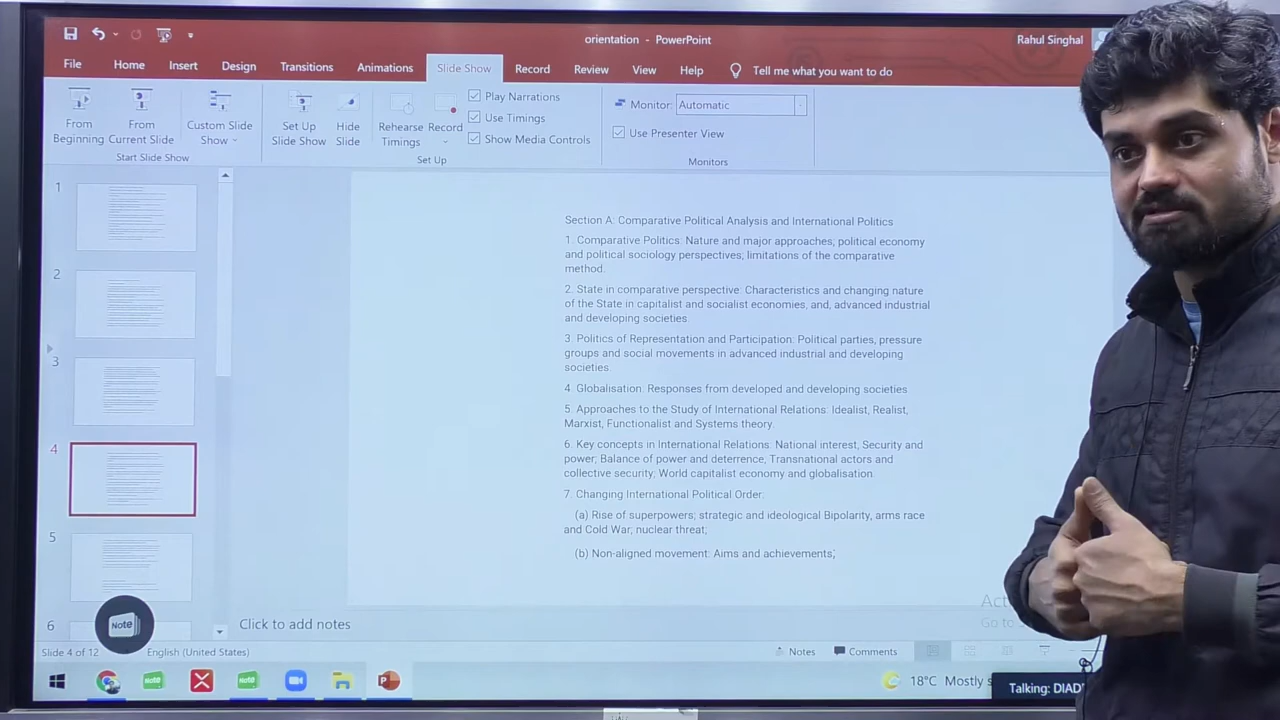 orientation - PowerPoint
Rahul Singhal
File Home Insert Design Transitions Animations Slide Show Record Review View Help Tell me what you want to do
From Beginning
From Current Slide
Custom Slide Show
Start Slide Show
Set Up Slide Show
Hide Slide
Rehearse Timings
Record
Play Narrations
Use Timings
Show Media Controls
Set Up
Monitor: Automatic
Use Presenter View
Monitors
1
2
3
4
5
6
Section A: Comparative Political Analysis and International Politics
1. Comparative Politics: Nature and major approaches; political economy
and political sociology perspectives; limitations of the comparative
method.
2. State in comparative perspective: Characteristics and changing nature
of the State in capitalist and socialist economies, and, advanced industrial
and developing societies.
3. Politics of Representation and Participation: Political parties, pressure
groups and social movements in advanced industrial and developing
societies.
4. Globalisation: Responses from developed and developing societies
5. Approaches to the Study of International Relations: Idealist, Realist,
Marxist, Functionalist and Systems theory.
6. Key concepts in International Relations: National interest, Security and
power; Balance of power and deterrence; Transnational actors and
collective security; World capitalist economy and globalisation.
7. Changing International Political Order:
(a) Rise of superpowers; strategic and ideological Bipolarity, arms race
and Cold War; nuclear threat;
(b) Non-aligned movement: Aims and achievements;
Note
Click to add notes
Go to
Slide 4 of 12
English (United States)
Notes
Comments
18°C Mostly
Talking: